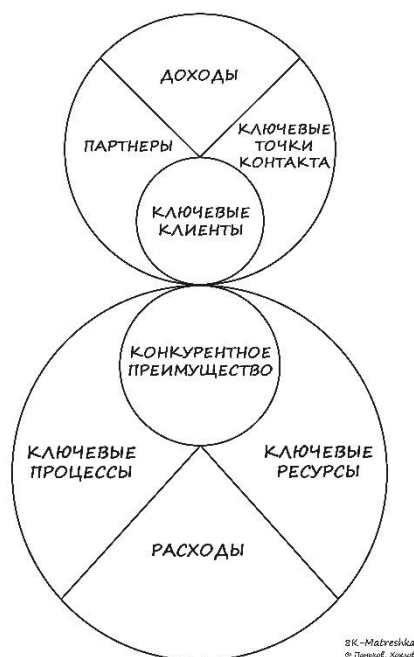 ДОХОДЫ
ПАРТНЕРЫ
КЛЮЧЕВЫЕ
ТОЧКИ
КОНТАКТА
КЛЮЧЕВЫЕ
КЛИЕНТЫ
КОНКУРЕНТНОЕ
ПРЕИМУЩЕСТВО
КЛЮЧЕВЫЕ
ПРОЦЕССЫ
КЛЮЧЕВЫЕ
РЕСУРСЫ
РАСХОДЫ
8K-Matreshka
©